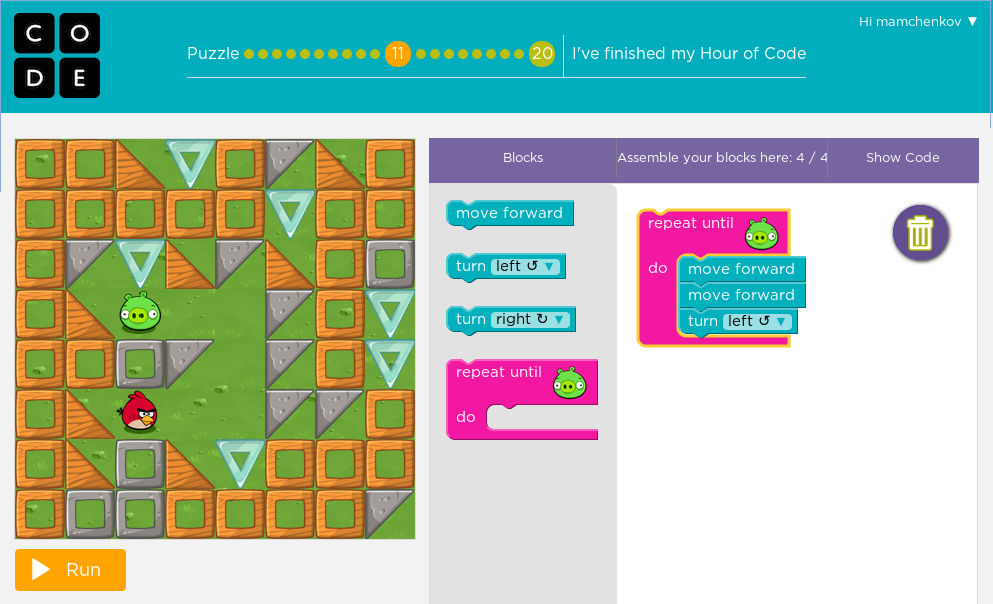 Hi mamchenkov ▼
C O
D E
Puzzle 11 20 I've finished my Hour of Code
Blocks
Assemble your blocks here: 4 / 4
Show Code
move forward
turn left ↺ ▼
turn right ↻ ▼
repeat until
do
repeat until
do
move forward
move forward
turn left ↺ ▼
Run